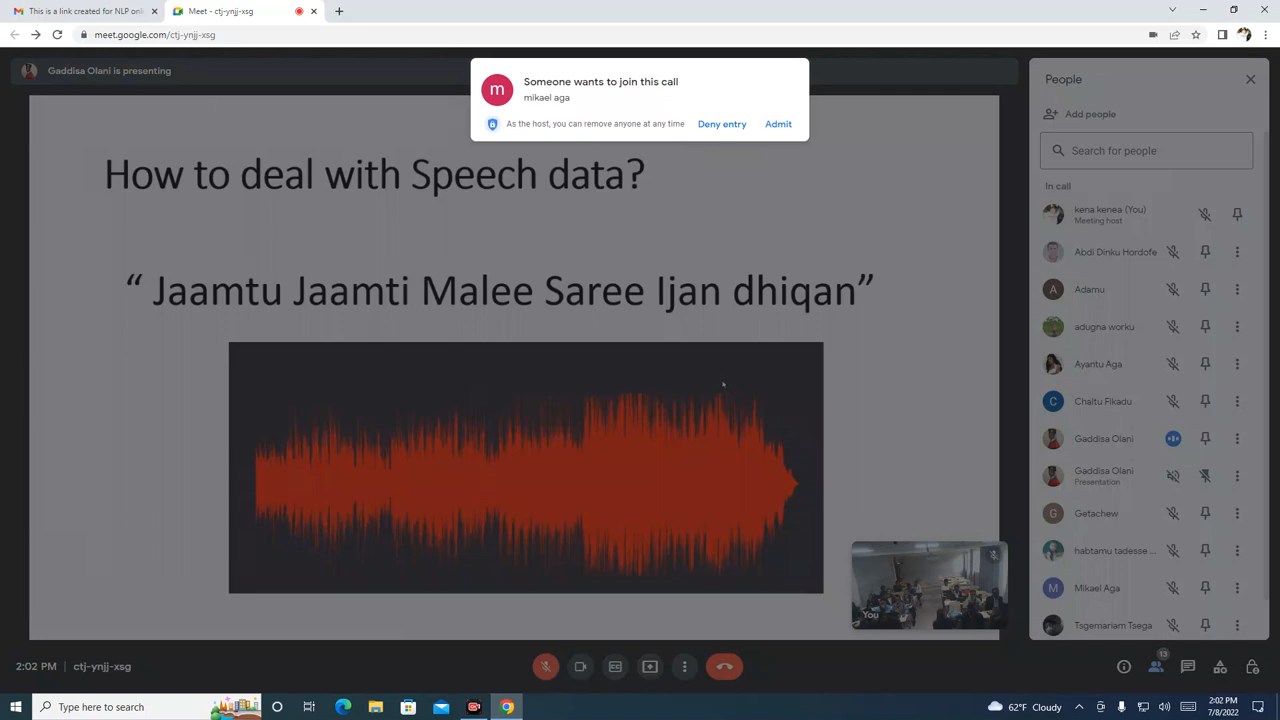 This is a link created for NLP onli
Meet - ctj-ynjj-xsg
meet.google.com/ctj-ynjj-xsg
Gaddisa Olani is presenting
m
Someone wants to join this call
mikael aga
As the host, you can remove anyone at any time
Deny entry
Admit
How to deal with Speech data?
“ Jaamtu Jaamti Malee Saree Ijan dhiqan”
You
People
Add people
Search for people
In call
kena kenea (You)
Meeting host
Abdi Dinku Hordofe
A
Adamu
adugna worku
Ayantu Aga
C
Chaltu Fikadu
Gaddisa Olani
Gaddisa Olani
Presentation
G
Getachew
habtamu tadesse ...
M
Mikael Aga
Tsgemariam Tsega
2:02 PM
ctj-ynjj-xsg
13
Type here to search
62°F Cloudy
2:02 PM
7/8/2022